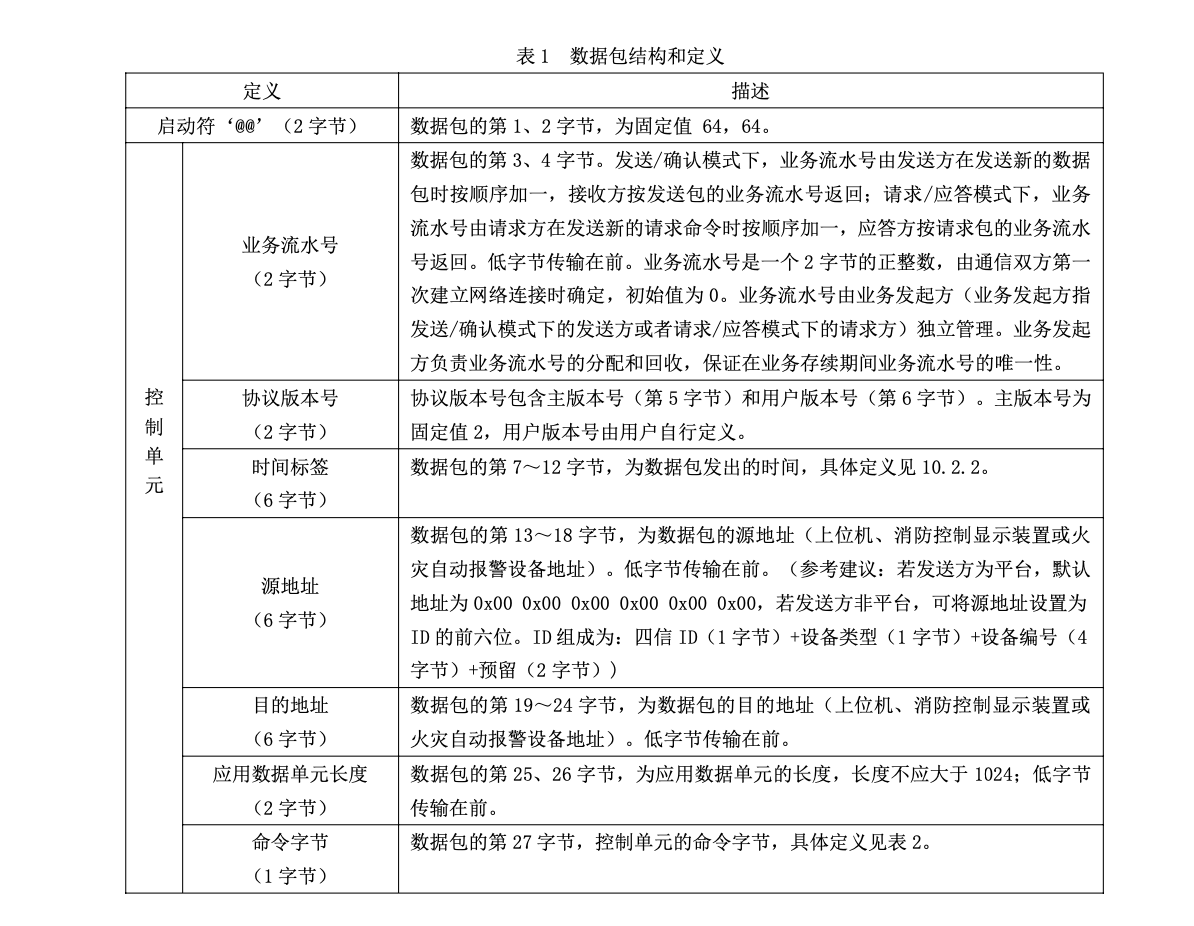 表 1 数据包结构和定义
定义
描述
启动符‘@@’（2 字节）
数据包的第 1、2 字节，为固定值 64，64。
控
制
单
元
业务流水号
（2 字节）
数据包的第 3、4 字节。发送/确认模式下，业务流水号由发送方在发送新的数据
包时按顺序加一，接收方按发送包的业务流水号返回；请求/应答模式下，业务
流水号由请求方在发送新的请求命令时按顺序加一，应答方按请求包的业务流水
号返回。低字节传输在前。业务流水号是一个 2 字节的正整数，由通信双方第一
次建立网络连接时确定，初始值为 0。业务流水号由业务发起方（业务发起方指
发送/确认模式下的发送方或者请求/应答模式下的请求方）独立管理。业务发起
方负责业务流水号的分配和回收，保证在业务存续期间业务流水号的唯一性。
协议版本号
（2 字节）
协议版本号包含主版本号（第 5 字节）和用户版本号（第 6 字节）。主版本号为
固定值 2，用户版本号由用户自行定义。
时间标签
（6 字节）
数据包的第 7～12 字节，为数据包发出的时间，具体定义见 10.2.2。
源地址
（6 字节）
数据包的第 13～18 字节，为数据包的源地址（上位机、消防控制显示装置或火
灾自动报警设备地址）。低字节传输在前。（参考建议：若发送方为平台，默认
地址为 0x00 0x00 0x00 0x00 0x00 0x00，若发送方非平台，可将源地址设置为
ID 的前六位。ID 组成为：四信 ID（1 字节）+设备类型（1 字节）+设备编号（4
字节）+预留（2 字节）)
目的地址
（6 字节）
数据包的第 19～24 字节，为数据包的目的地址（上位机、消防控制显示装置或
火灾自动报警设备地址）。低字节传输在前。
应用数据单元长度
（2 字节）
数据包的第 25、26 字节，为应用数据单元的长度，长度不应大于 1024；低字节
传输在前。
命令字节
（1 字节）
数据包的第 27 字节，控制单元的命令字节，具体定义见表 2。